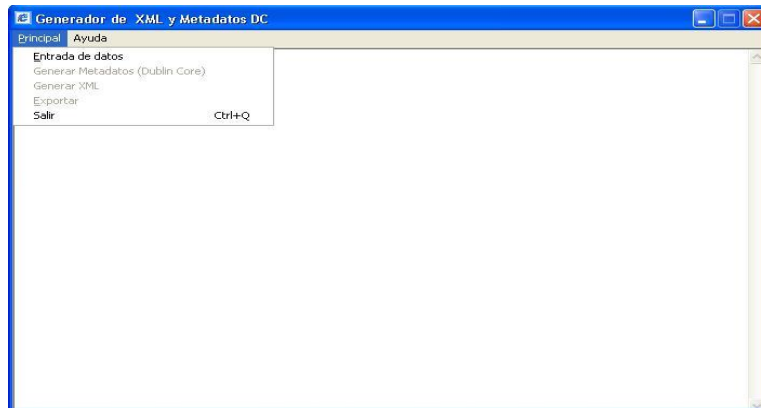 Generador de XML y Metadatos DC
Principal Ayuda
Entrada de datos
Generar Metadatos (Dublin Core)
Generar XML
Exportar
Salir Ctrl+Q